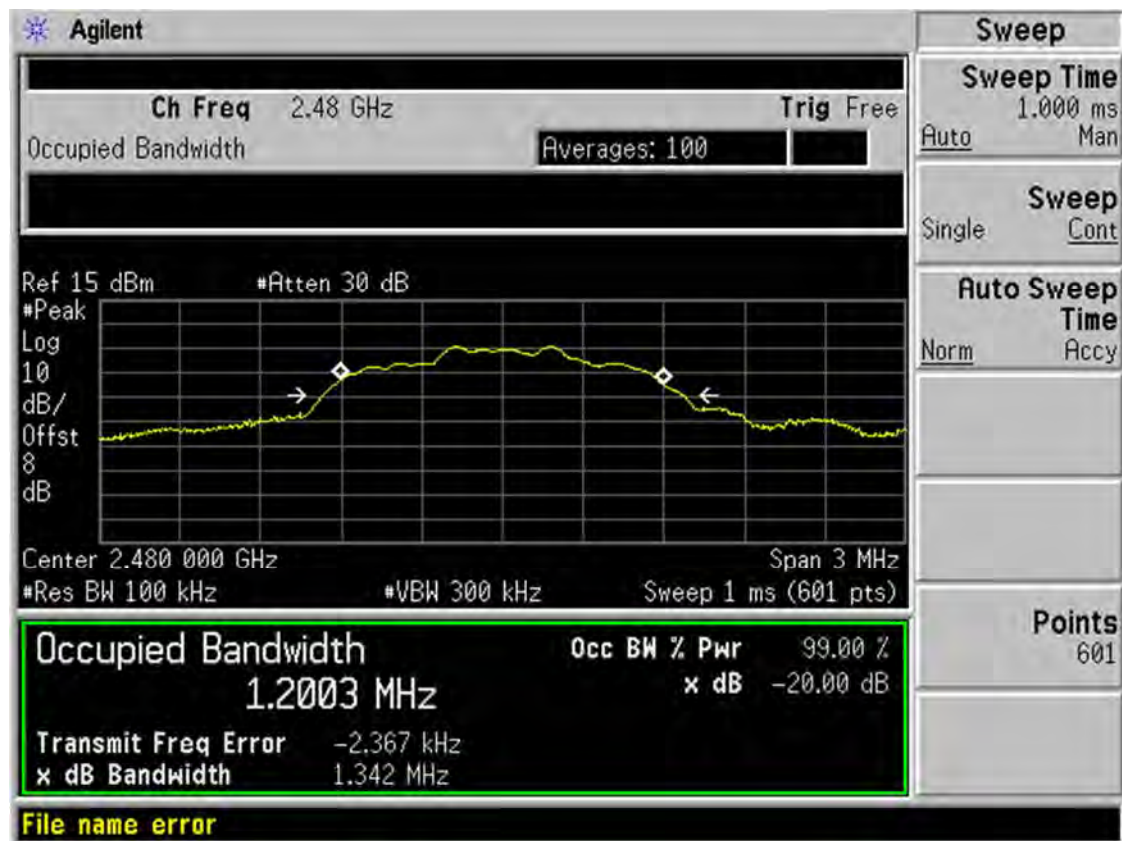 Agilent
Ch Freq 2.48 GHz Trig Free
Occupied Bandwidth Averages: 100
Ref 15 dBm #Atten 30 dB
#Peak
Log
10
dB/
Offst
8
dB
Center 2.480 000 GHz Span 3 MHz
#Res BW 100 kHz #VBW 300 kHz Sweep 1 ms (601 pts)
Occupied Bandwidth
1.2003 MHz
Occ BW % Pwr 99.00 %
x dB -20.00 dB
Transmit Freq Error -2.367 kHz
x dB Bandwidth 1.342 MHz
File name error
Sweep
Sweep Time
1.000 ms
Auto Man
Sweep
Single Cont
Auto Sweep
Time
Norm Accy
Points
601